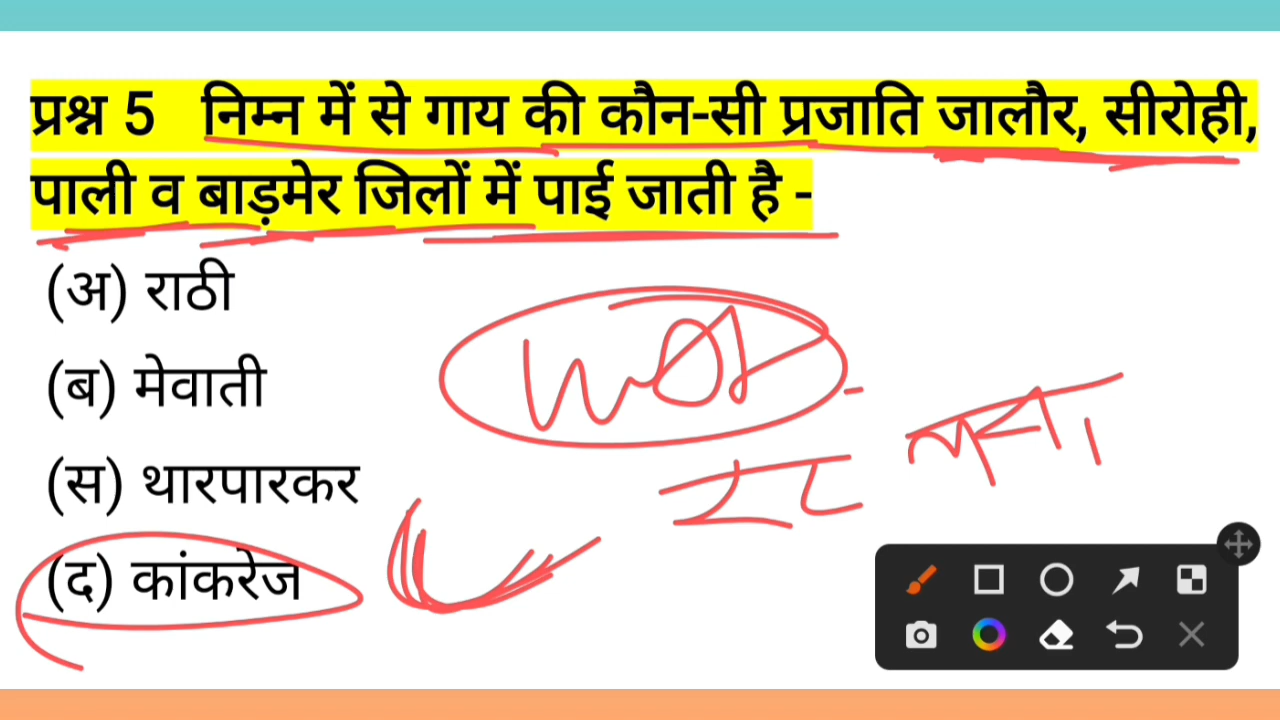 प्रश्न 5 निम्न में से गाय की कौन-सी प्रजाति जालौर, सीरोही,
पाली व बाड़मेर जिलों में पाई जाती है -
(अ) राठी
(ब) मेवाती
(स) थारपारकर
(द) कांकरेज